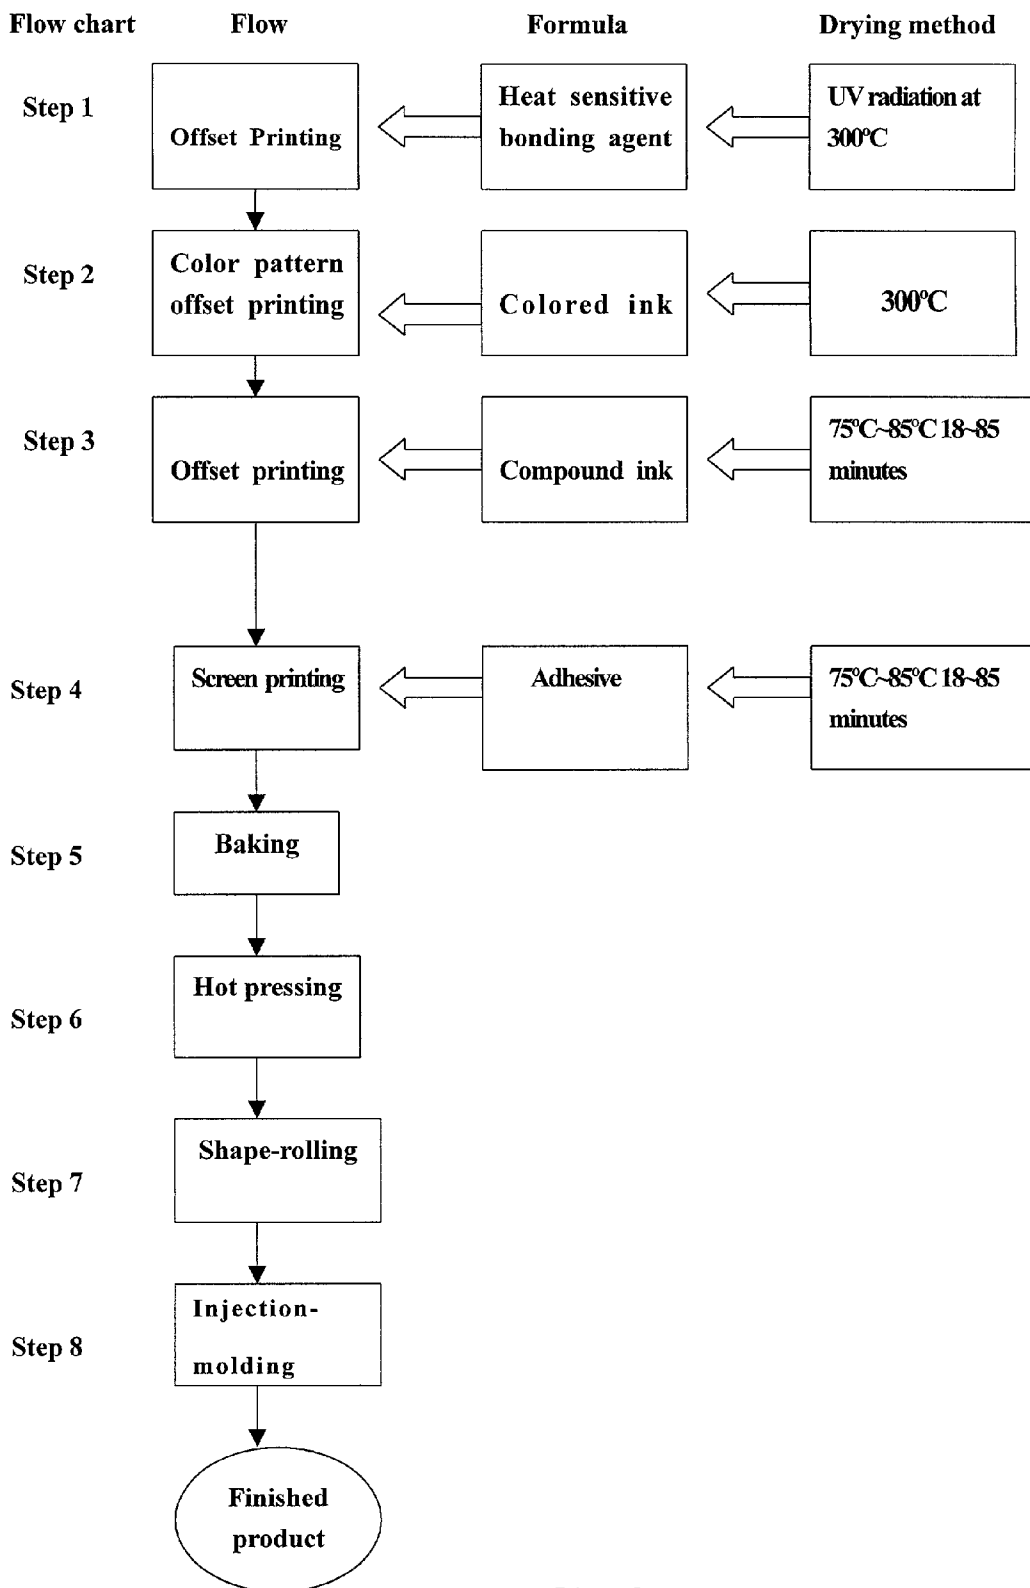 Flow chart Flow Formula Drying method
Step 1
Offset Printing
Heat sensitive
bonding agent
UV radiation at
300°C
Step 2
Color pattern
offset printing
Colored ink
300°C
Step 3
Offset printing
Compound ink
75°C~85°C 18~85
minutes
Step 4
Screen printing
Adhesive
75°C~85°C 18~85
minutes
Step 5
Baking
Step 6
Hot pressing
Step 7
Shape-rolling
Step 8
Injection-
molding
Finished
product